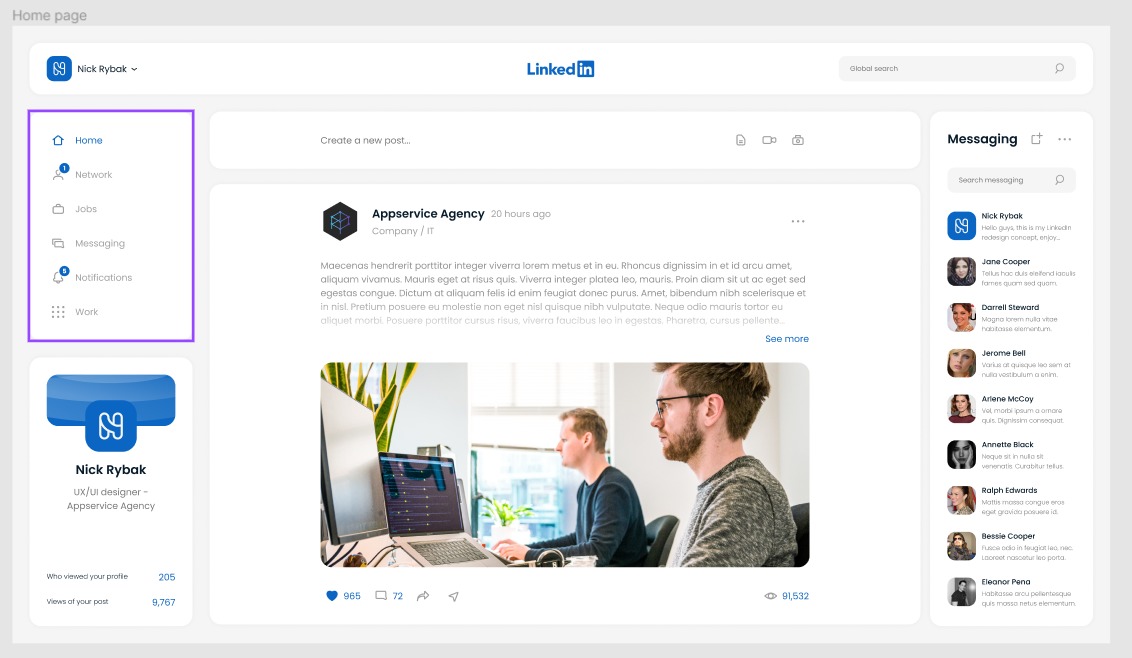 Home page
Nick Rybak
Linked in
Global search
Home
1
Network
Jobs
Messaging
5
Notifications
Work
Nick Rybak
UX/UI designer -
Appservice Agency
Who viewed your profile 205
Views of your post 9,767
Create a new post...
Appservice Agency 20 hours ago
Company / IT
Maecenas hendrerit porttitor integer viverra lorem metus et in eu. Rhoncus dignissim in et id arcu amet,
aliquam vivamus. Mauris eget at risus quis. Viverra integer platea leo, mauris. Proin diam sit ut ac eget sed
egestas congue. Dictum at aliquam felis id enim feugiat donec purus. Amet, bibendum nibh scelerisque et
in nisl. Pretium posuere eu molestie non eget nisl quisque nibh vulputate. Neque odio mauris tortor eu
aliquet morbi. Posuere porttitor cursus risus, viverra faucibus leo in egestas. Pharetra, cursus pellente...
See more
965 72 91,532
Messaging
Search messaging
Nick Rybak
Hello guys, this is my Linkedin
redesign concept, enjoy...
Jane Cooper
Tellus hac duis eleifend iaculis
fames quam sed quam.
Darrell Steward
Magna lorem nulla vitae
habitasse elementum.
Jerome Bell
Varius at quisque leo sem at
nulla vestibulum a enim.
Arlene McCoy
Vel, morbi ipsum a ornare
quis. Dignissim consequat.
Annette Black
Neque sit in nulla sit
venenatis. Curabitur tellus.
Ralph Edwards
Mattis massa congue eros
eget gravida posuere id.
Bessie Cooper
Fusce odio in feugiat leo, nec.
Laoreet nascetur leo porta.
Eleanor Pena
Habitasse arcu pellentesque
quis massa netus elementum.